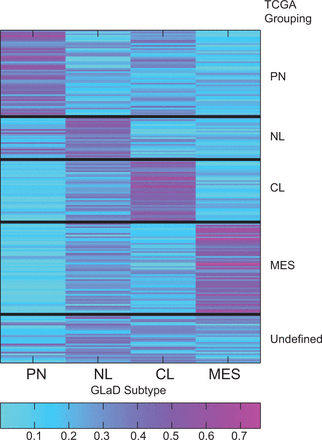 TCGA
Grouping
PN
NL
CL
MES
Undefined
PN NL CL MES
GLaD Subtype
0.1 0.2 0.3 0.4 0.5 0.6 0.7